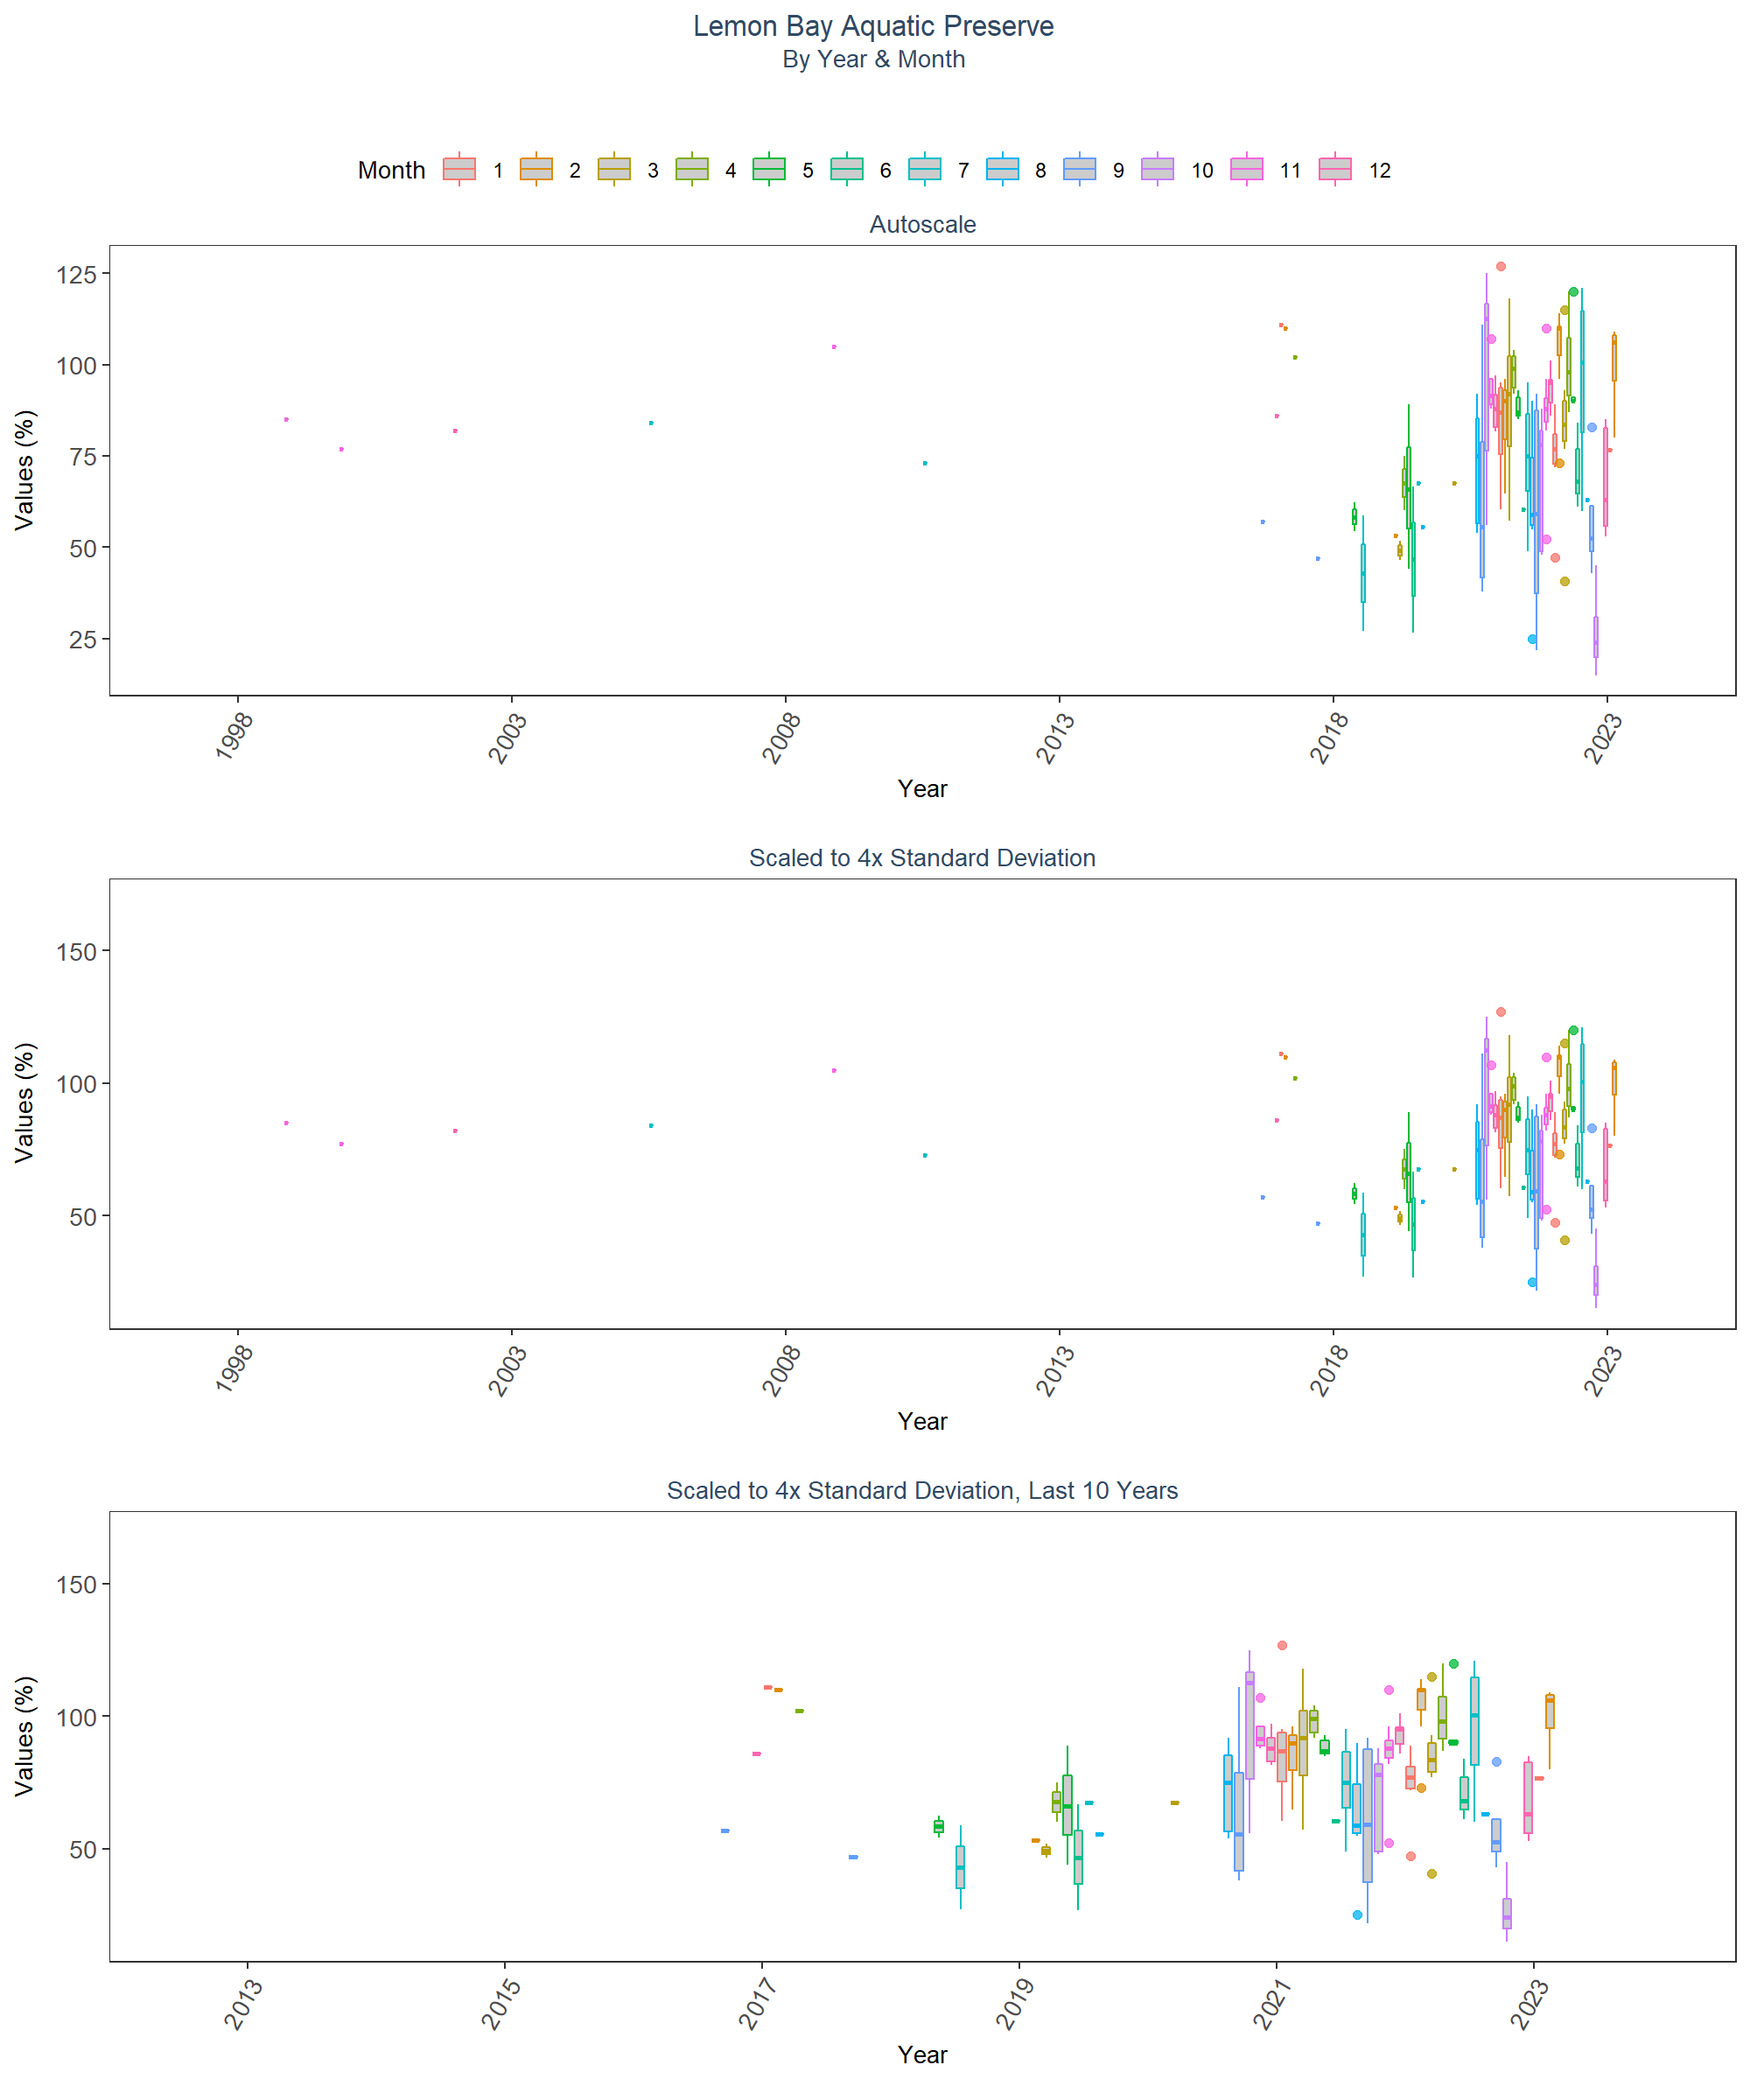 Lemon Bay Aquatic Preserve
By Year & Month
Month 1 2 3 4 5 6 7 8 9 10 11 12
Autoscale
Values (%)
125
100
75
50
25
1998 2003 2008 2013 2018 2023
Year
Scaled to 4x Standard Deviation
Values (%)
150
100
50
1998 2003 2008 2013 2018 2023
Year
Scaled to 4x Standard Deviation, Last 10 Years
Values (%)
150
100
50
2013 2015 2017 2019 2021 2023
Year